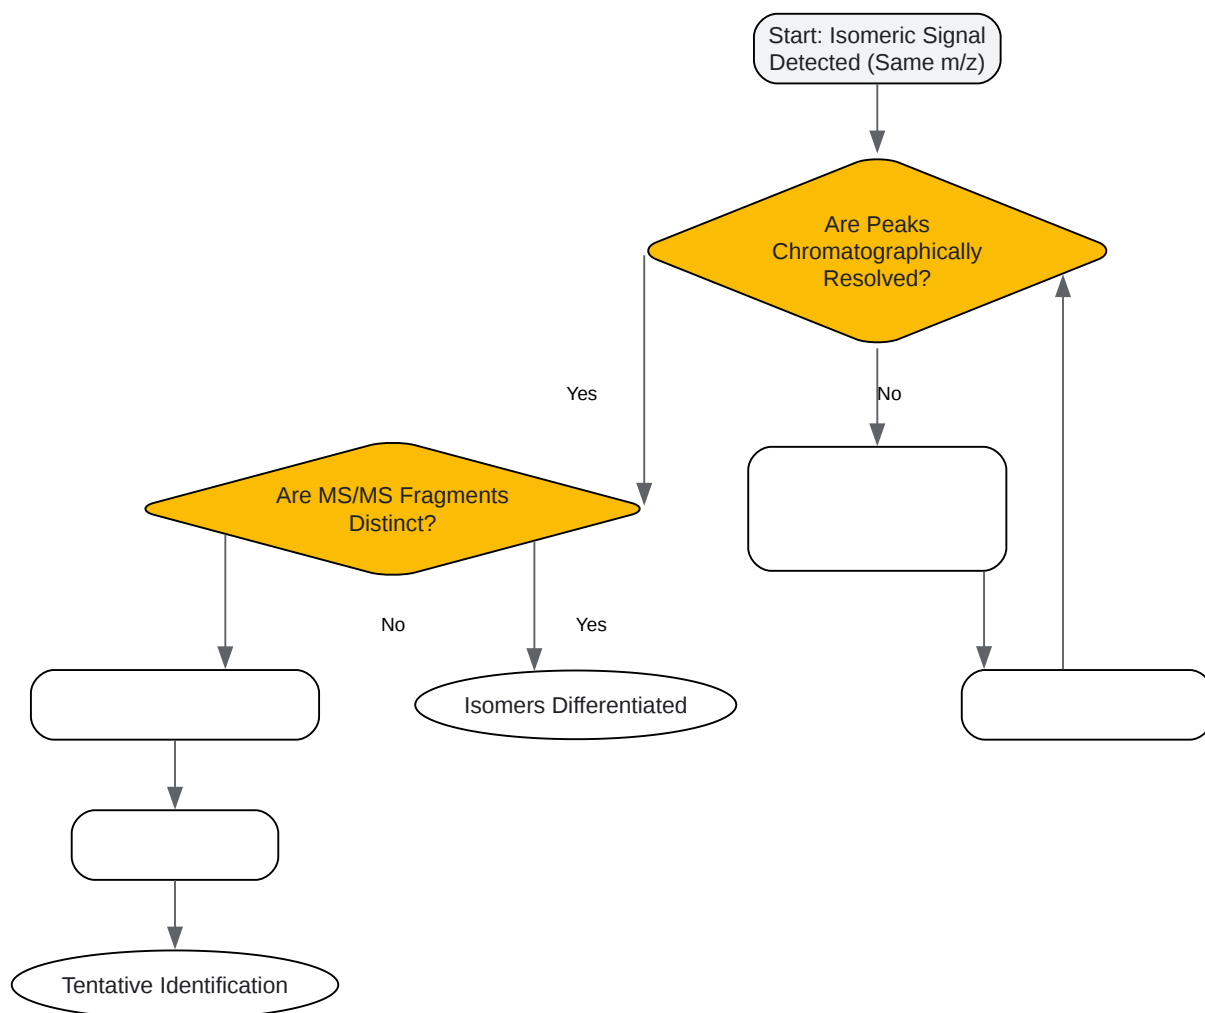 Start: Isomeric Signal
Detected (Same m/z)
Are Peaks
Chromatographically
Resolved?
Yes
No
Are MS/MS Fragments
Distinct?
No
Yes
Isomers Differentiated
Tentative Identification